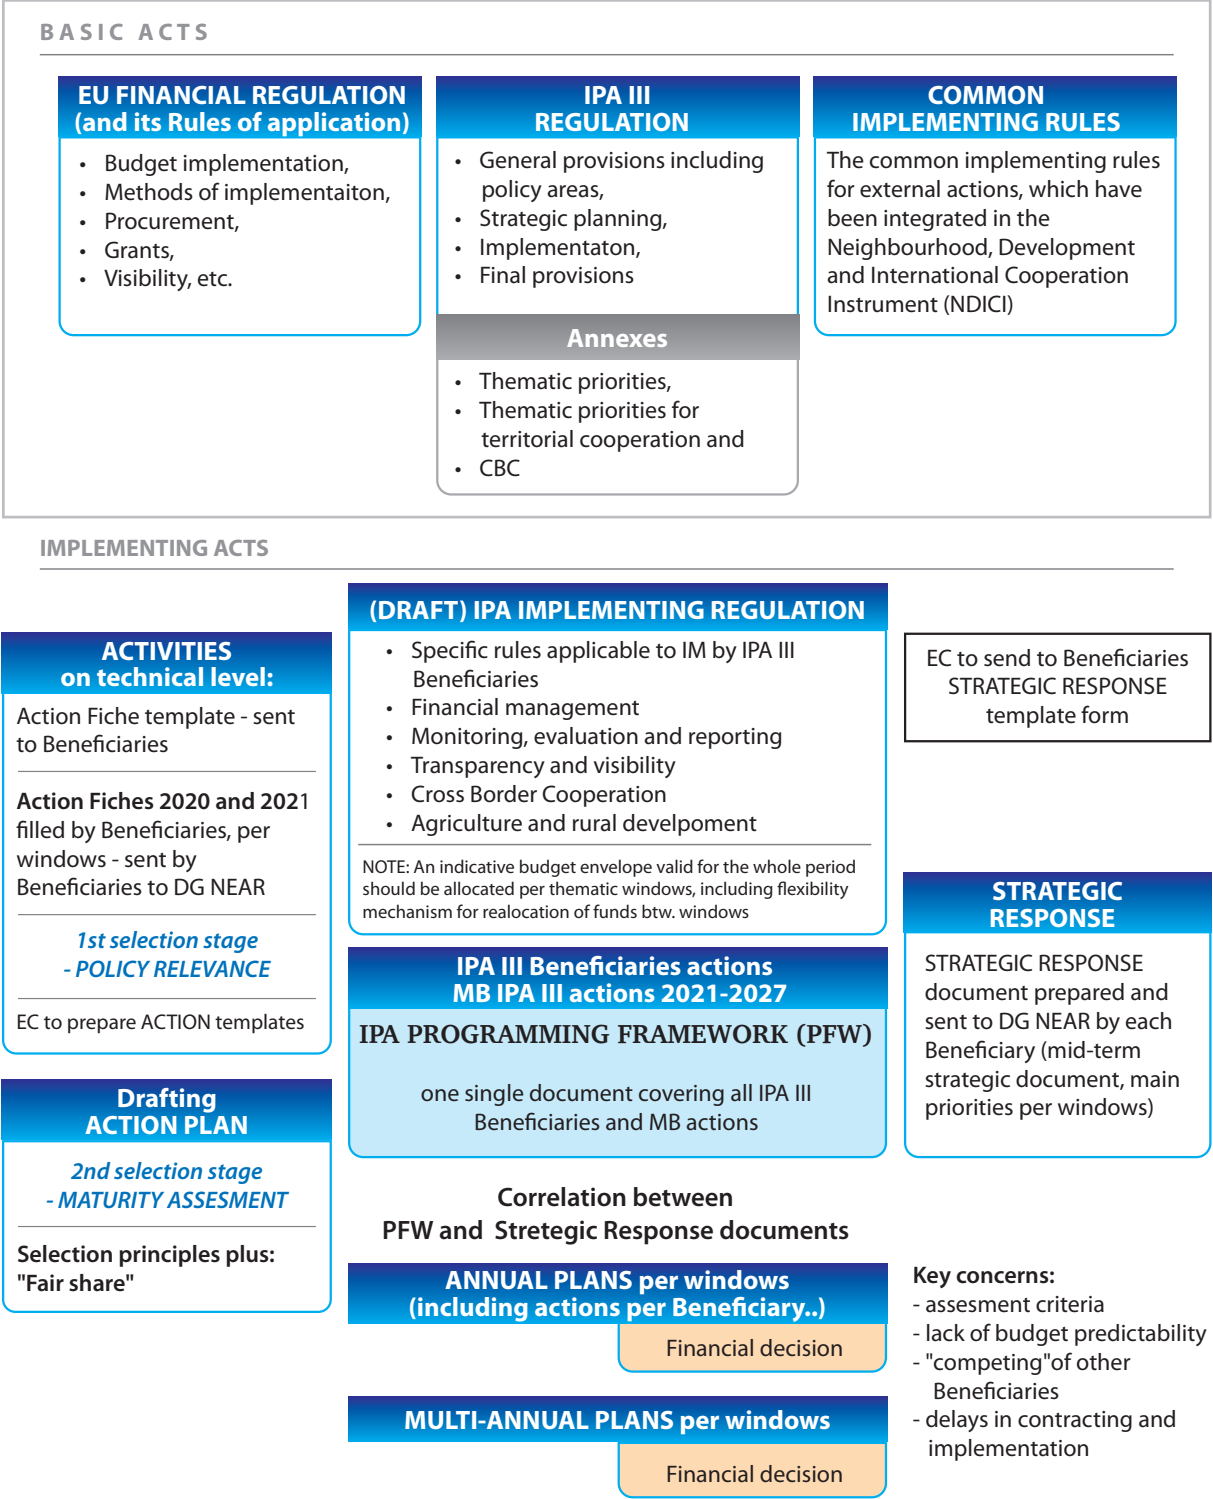 BASIC ACTS
EU FINANCIAL REGULATION
(and its Rules of application)
• Budget implementation,
• Methods of implementaiton,
• Procurement,
• Grants,
• Visibility, etc.
IPA III
REGULATION
• General provisions including
policy areas,
• Strategic planning,
• Implementaton,
• Final provisions
Annexes
• Thematic priorities,
• Thematic priorities for
territorial cooperation and
• CBC
COMMON
IMPLEMENTING RULES
The common implementing rules
for external actions, which have
been integrated in the
Neighbourhood, Development
and International Cooperation
Instrument (NDICI)
IMPLEMENTING ACTS
ACTIVITIES
on technical level:
Action Fiche template - sent
to Beneficiaries
Action Fiches 2020 and 2021
filled by Beneficiaries, per
windows - sent by
Beneficiaries to DG NEAR
1st selection stage
- POLICY RELEVANCE
EC to prepare ACTION templates
Drafting
ACTION PLAN
2nd selection stage
- MATURITY ASSESMENT
Selection principles plus:
"Fair share"
(DRAFT) IPA IMPLEMENTING REGULATION
• Specific rules applicable to IM by IPA III
Beneficiaries
• Financial management
• Monitoring, evaluation and reporting
• Transparency and visibility
• Cross Border Cooperation
• Agriculture and rural develpoment
NOTE: An indicative budget envelope valid for the whole period
should be allocated per thematic windows, including flexibility
mechanism for realocation of funds btw. windows
IPA III Beneficiaries actions
MB IPA III actions 2021-2027
IPA PROGRAMMING FRAMEWORK (PFW)
one single document covering all IPA III
Beneficiaries and MB actions
Correlation between
PFW and Stretegic Response documents
ANNUAL PLANS per windows
(including actions per Beneficiary..)
Financial decision
MULTI-ANNUAL PLANS per windows
Financial decision
EC to send to Beneficiaries
STRATEGIC RESPONSE
template form
STRATEGIC
RESPONSE
STRATEGIC RESPONSE
document prepared and
sent to DG NEAR by each
Beneficiary (mid-term
strategic document, main
priorities per windows)
Key concerns:
- assesment criteria
- lack of budget predictability
- "competing"of other
Beneficiaries
- delays in contracting and
implementation